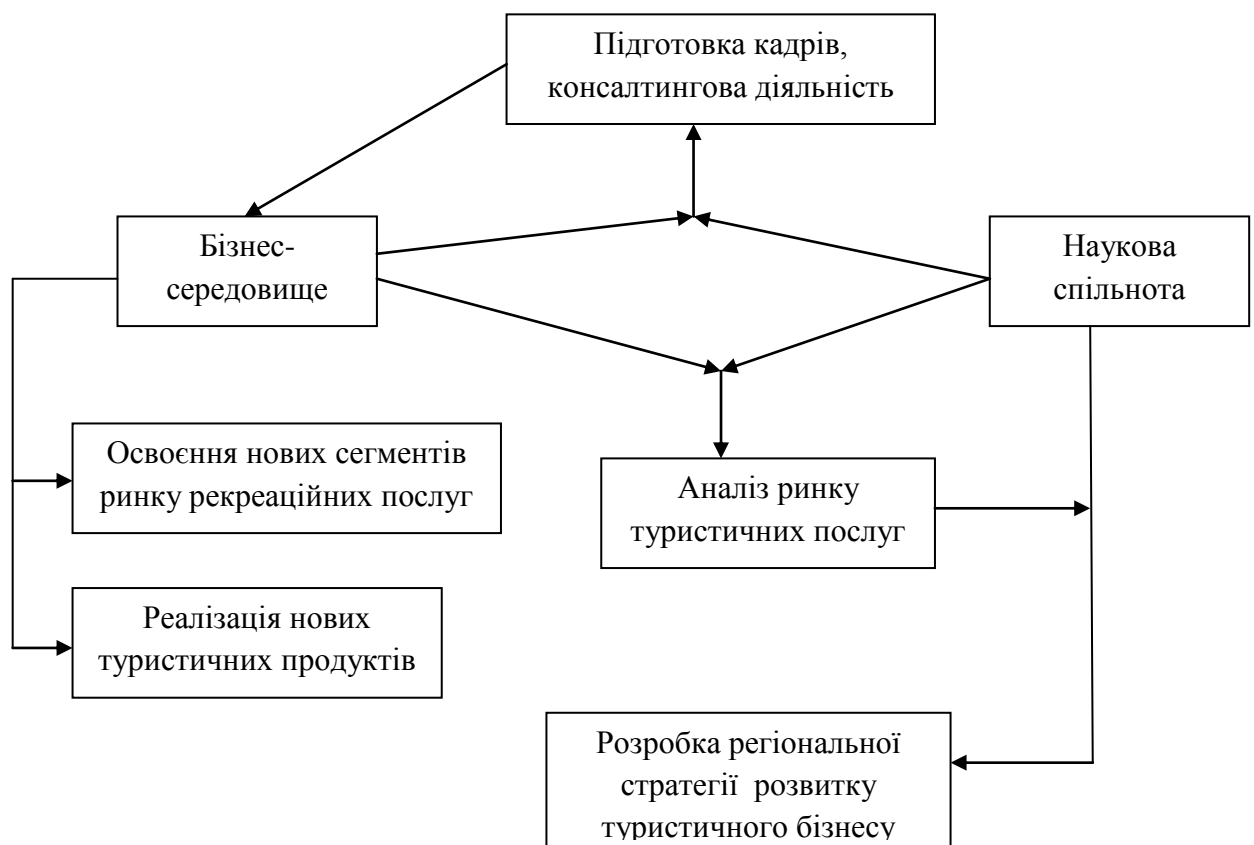 Підготовка кадрів,
консалтингова діяльність
Бізнес-
середовище
Наукова
спільнота
Освоєння нових сегментів
ринку рекреаційних послуг
Аналіз ринку
туристичних послуг
Реалізація нових
туристичних продуктів
Розробка регіональної
стратегії розвитку
туристичного бізнесу